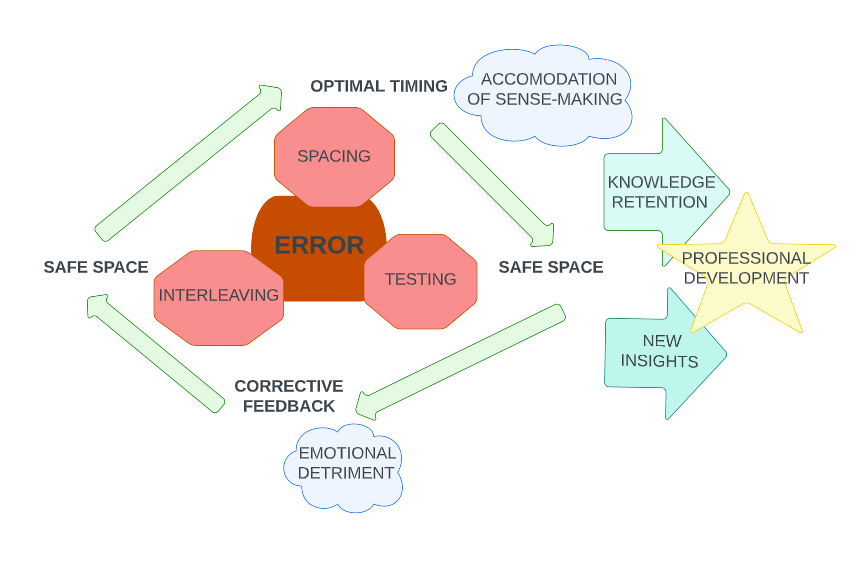 OPTIMAL TIMING
ACCOMODATION
OF SENSE-MAKING
SPACING
KNOWLEDGE
RETENTION
ERROR
SAFE SPACE
INTERLEAVING
TESTING
SAFE SPACE
PROFESSIONAL
DEVELOPMENT
NEW
INSIGHTS
CORRECTIVE
FEEDBACK
EMOTIONAL
DETRIMENT